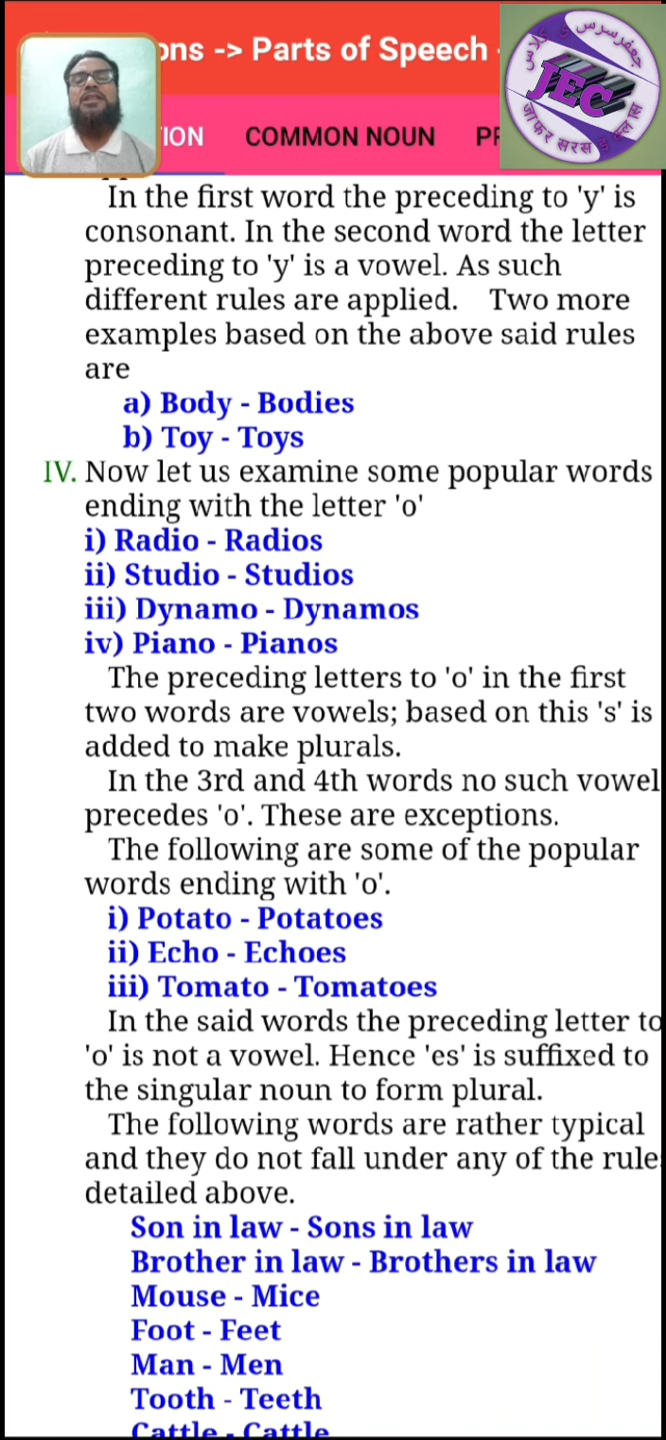 ons -> Parts of Speech -
جعفر سرس کی کلاس
JEC
जाफर सरस के क्लास
ION COMMON NOUN PR
In the first word the preceding to 'y' is
consonant. In the second word the letter
preceding to 'y' is a vowel. As such
different rules are applied. Two more
examples based on the above said rules
are
a) Body - Bodies
b) Toy - Toys
IV. Now let us examine some popular words
ending with the letter 'o'
i) Radio - Radios
ii) Studio - Studios
iii) Dynamo - Dynamos
iv) Piano - Pianos
The preceding letters to 'o' in the first
two words are vowels; based on this 's' is
added to make plurals.
In the 3rd and 4th words no such vowel
precedes 'o'. These are exceptions.
The following are some of the popular
words ending with 'o'.
i) Potato - Potatoes
ii) Echo - Echoes
iii) Tomato - Tomatoes
In the said words the preceding letter to
'o' is not a vowel. Hence 'es' is suffixed to
the singular noun to form plural.
The following words are rather typical
and they do not fall under any of the rule
detailed above.
Son in law - Sons in law
Brother in law - Brothers in law
Mouse - Mice
Foot - Feet
Man - Men
Tooth - Teeth
Cattle - Cattle